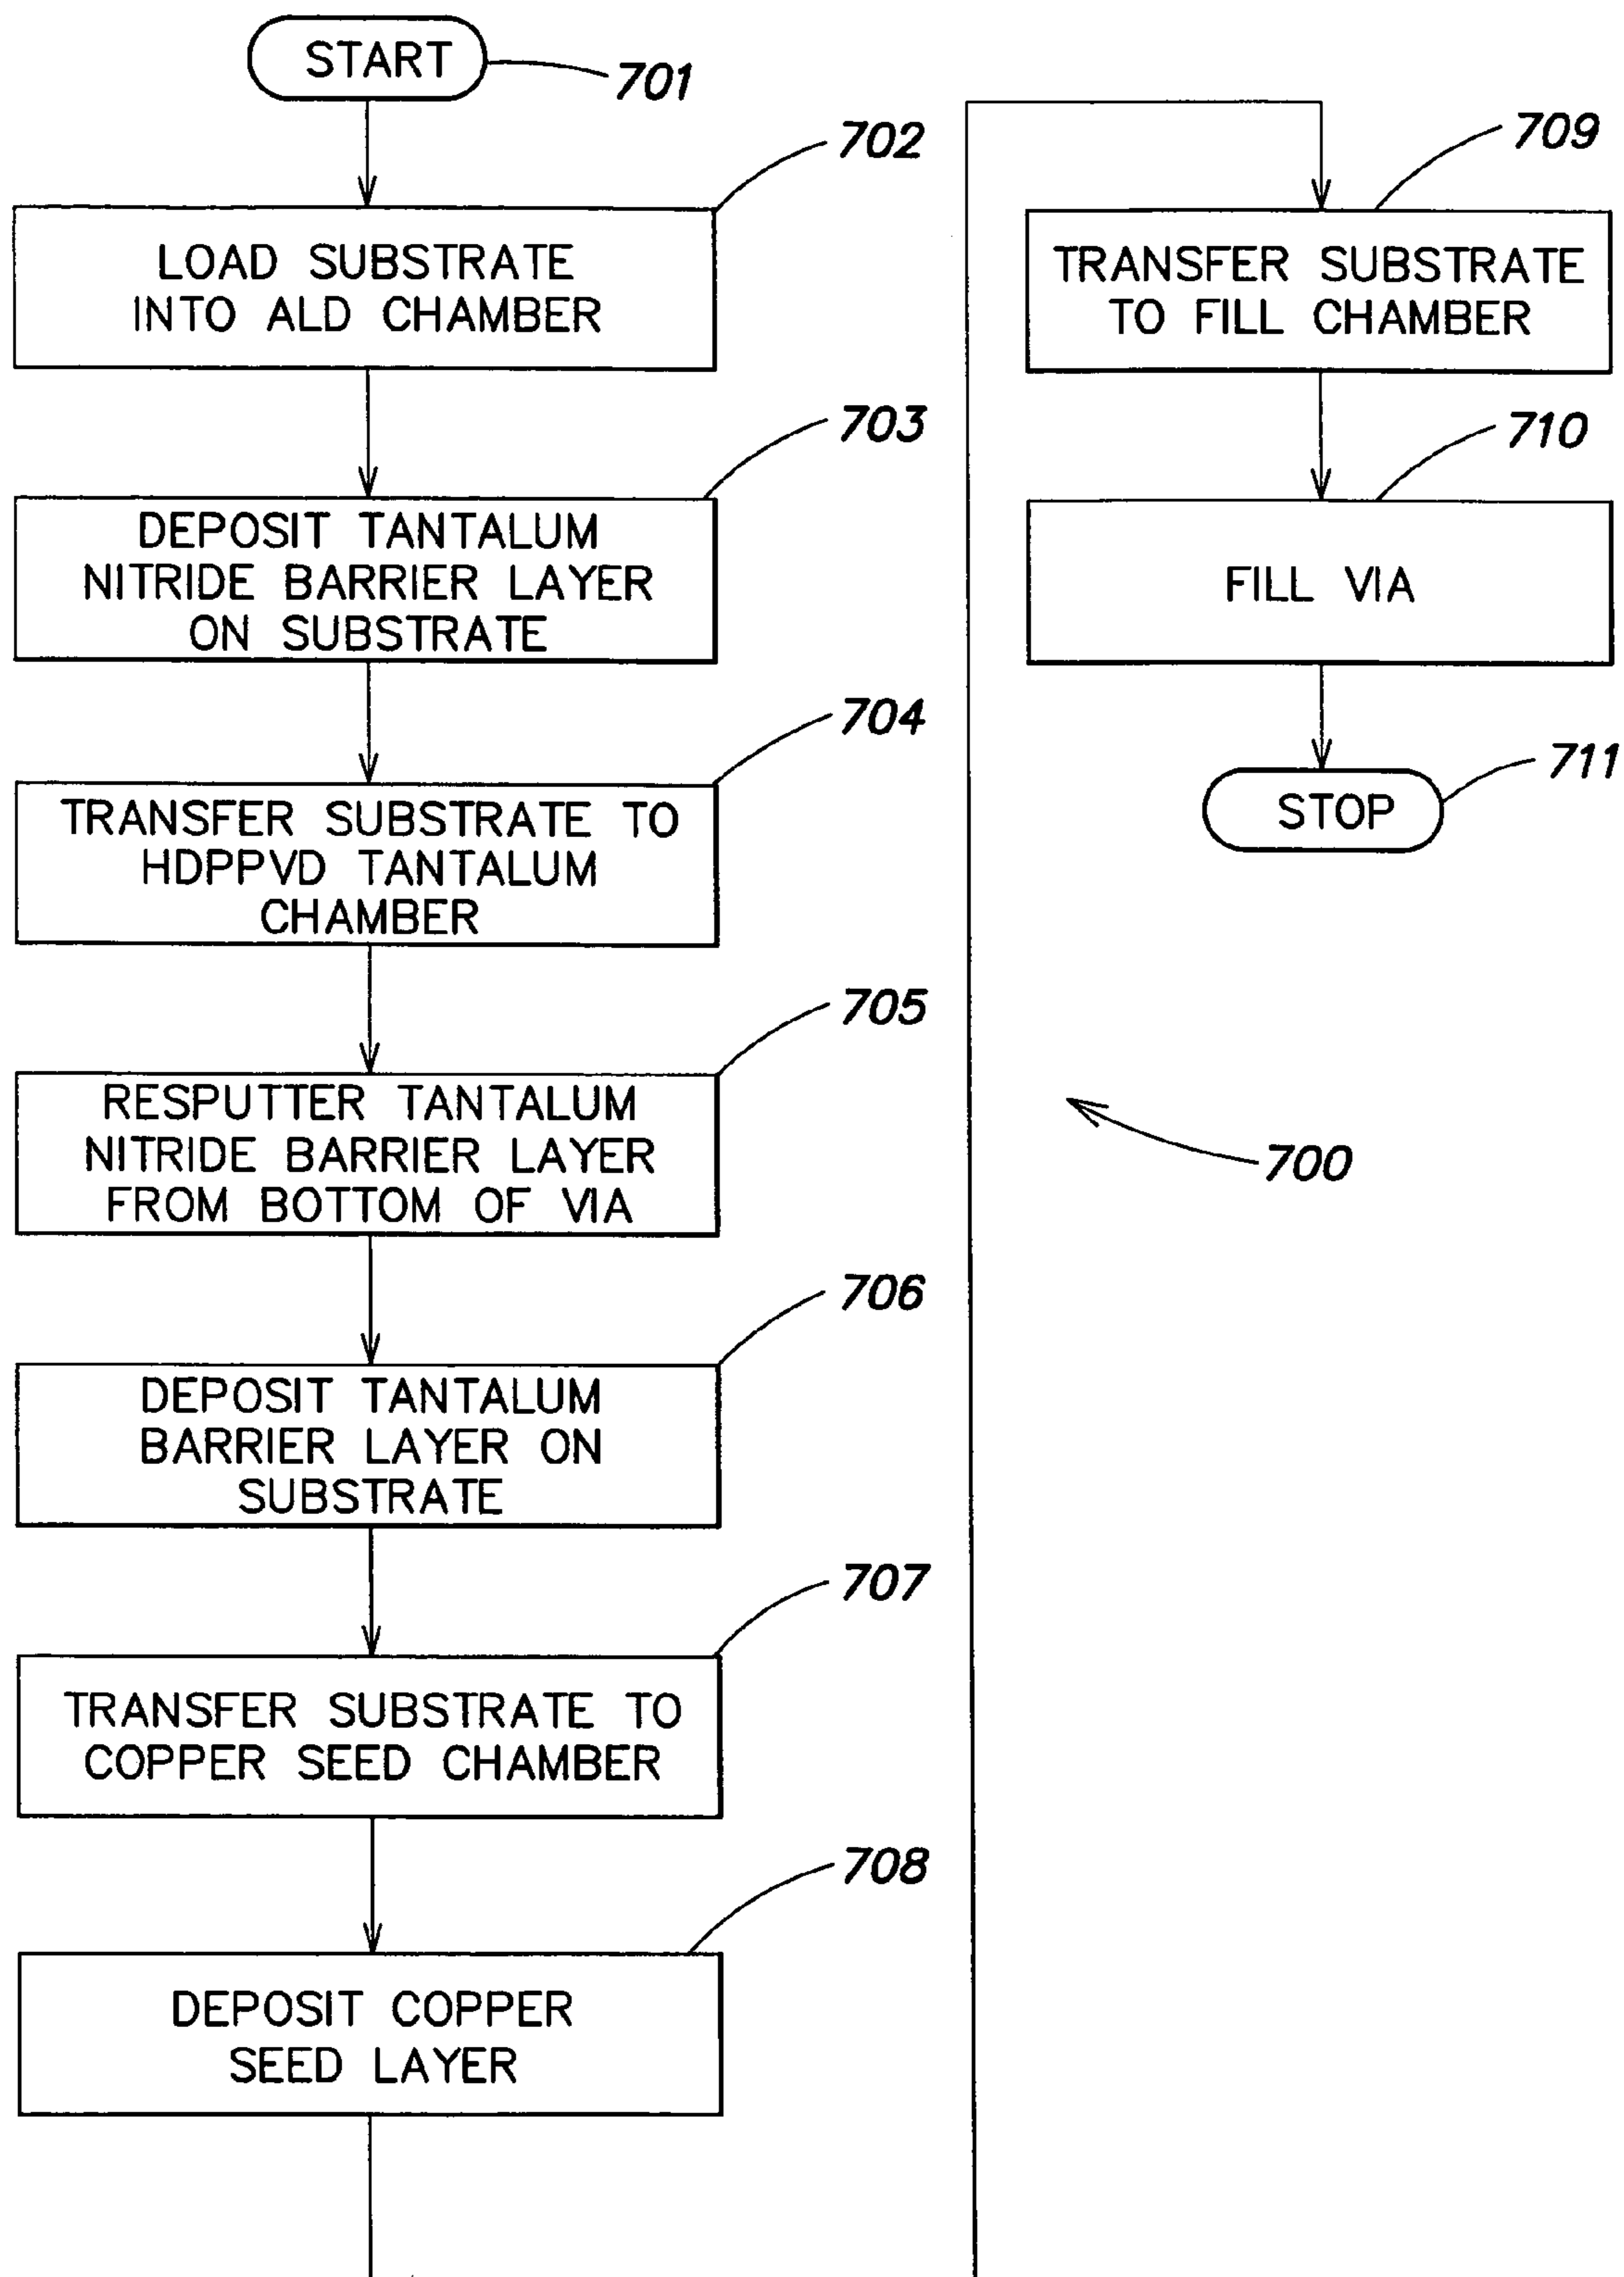 START
701
702
LOAD SUBSTRATE
INTO ALD CHAMBER
703
DEPOSIT TANTALUM
NITRIDE BARRIER LAYER
ON SUBSTRATE
704
TRANSFER SUBSTRATE TO
HDPPVD TANTALUM
CHAMBER
705
RESPUTTER TANTALUM
NITRIDE BARRIER LAYER
FROM BOTTOM OF VIA
706
DEPOSIT TANTALUM
BARRIER LAYER ON
SUBSTRATE
707
TRANSFER SUBSTRATE TO
COPPER SEED CHAMBER
708
DEPOSIT COPPER
SEED LAYER
709
TRANSFER SUBSTRATE
TO FILL CHAMBER
710
FILL VIA
711
STOP
700